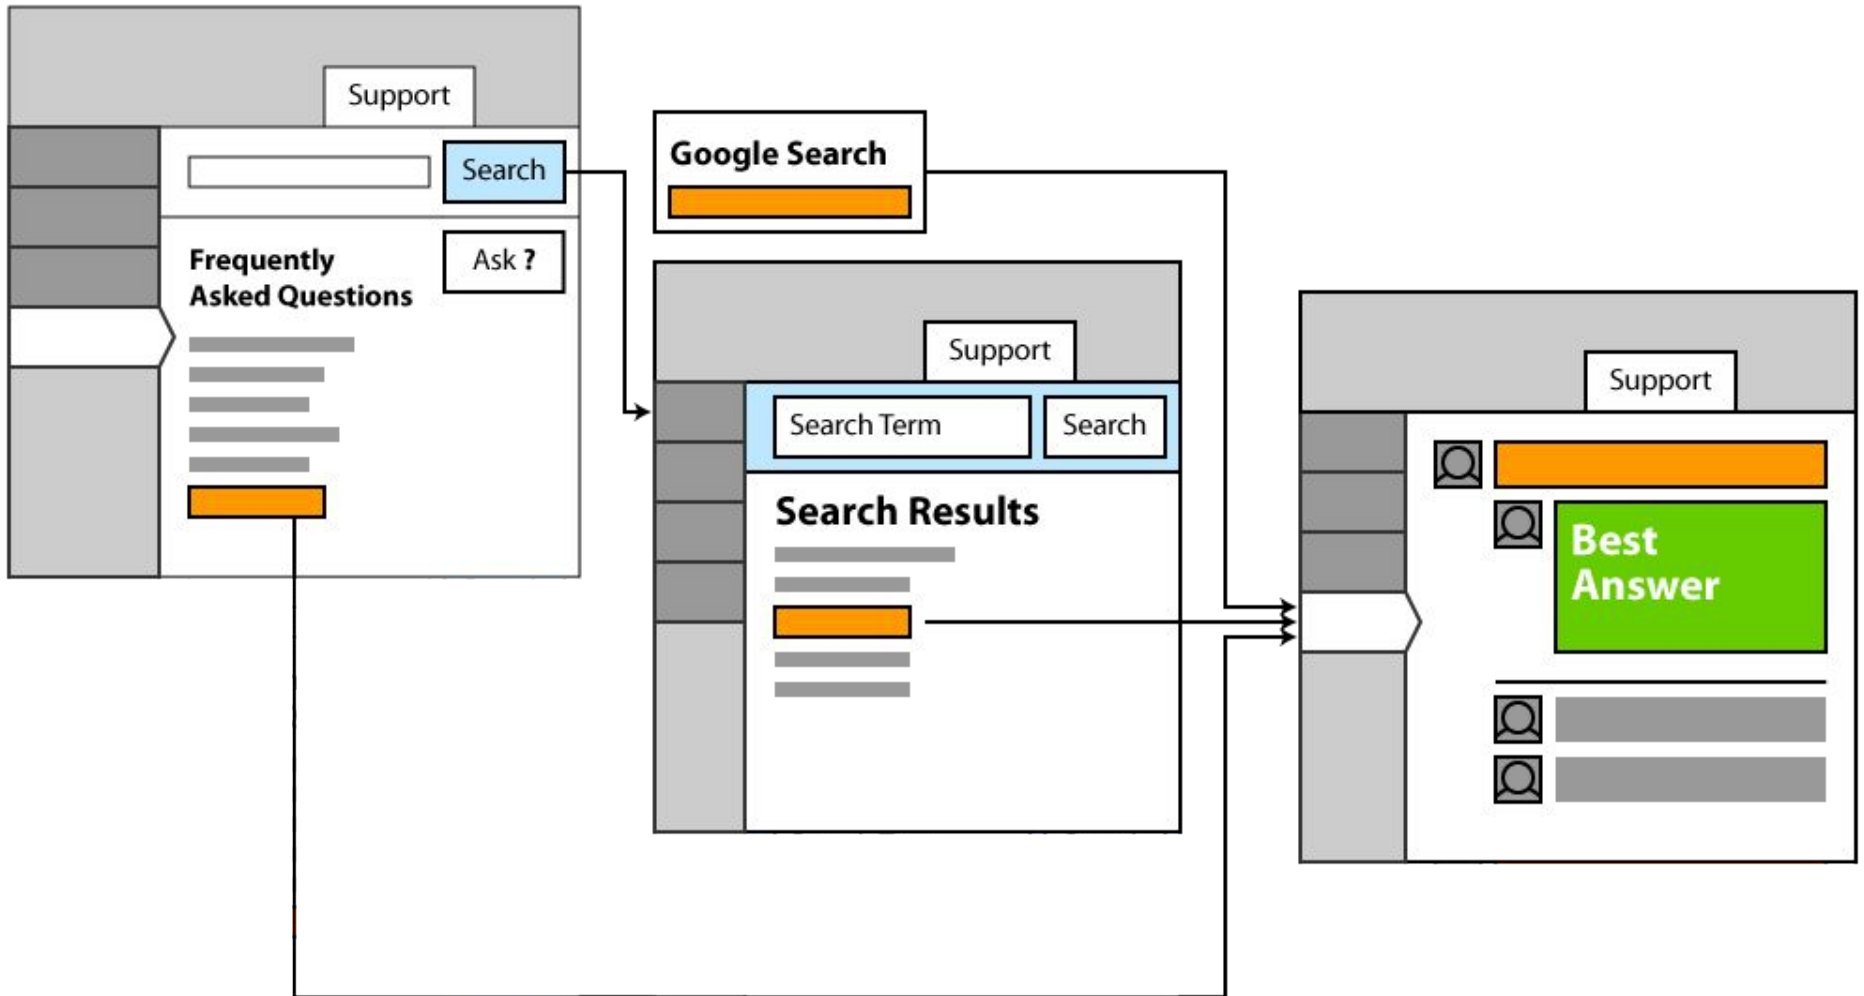 Support
Search
Frequently
Asked Questions
Ask ?
Google Search
Support
Search Term
Search
Search Results
Support
Best
Answer